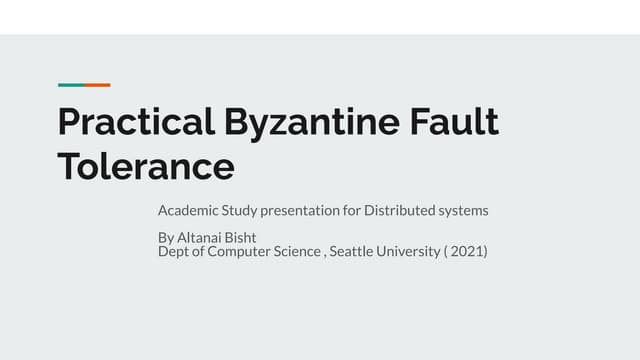 Practical Byzantine Fault
Tolerance
Academic Study presentation for Distributed systems
By Altanai Bisht
Dept of Computer Science , Seattle University ( 2021)